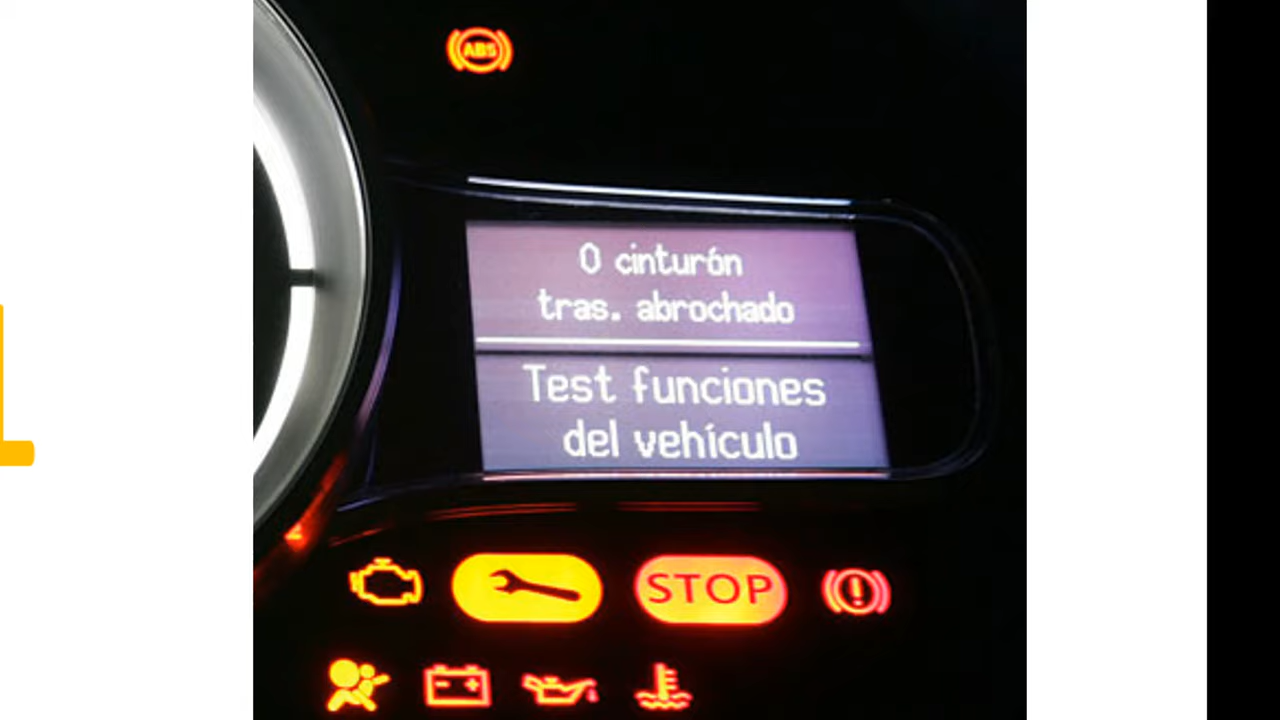 ABS
0 cinturón
tras. abrochado
Test funciones
del vehículo
STOP